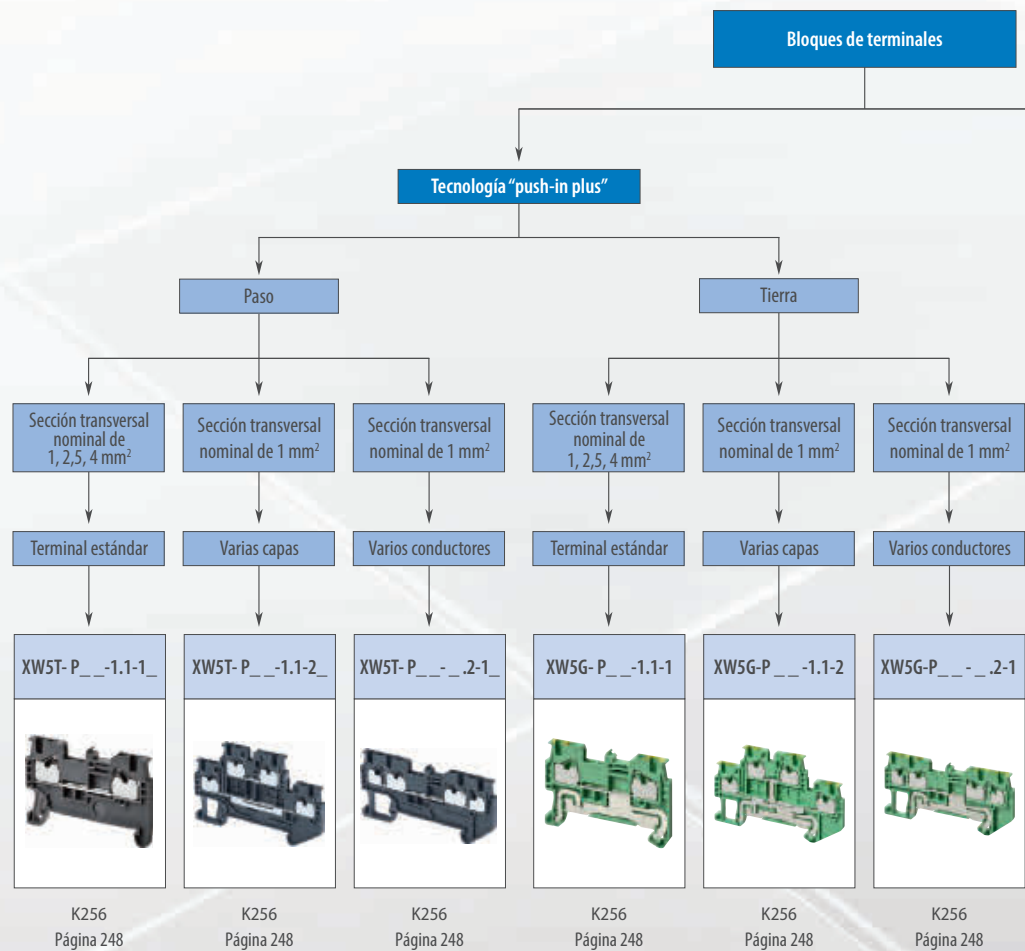 Bloques de terminales
Tecnología “push-in plus”
Paso
Tierra
Sección transversal
nominal de
1, 2,5, 4 mm²
Sección transversal
nominal de 1 mm²
Sección transversal
nominal de 1 mm²
Sección transversal
nominal de
1, 2,5, 4 mm²
Sección transversal
nominal de 1 mm²
Sección transversal
nominal de 1 mm²
Terminal estándar
Varias capas
Varios conductores
Terminal estándar
Varias capas
Varios conductores
XW5T- P_ _-1.1-1_
XW5T- P_ _-1.1-2_
XW5T- P_ _- _ .2-1_
XW5G- P_ _-1.1-1
XW5G-P_ _-1.1-2
XW5G-P_ _- _ .2-1
K256
Página 248
K256
Página 248
K256
Página 248
K256
Página 248
K256
Página 248
K256
Página 248